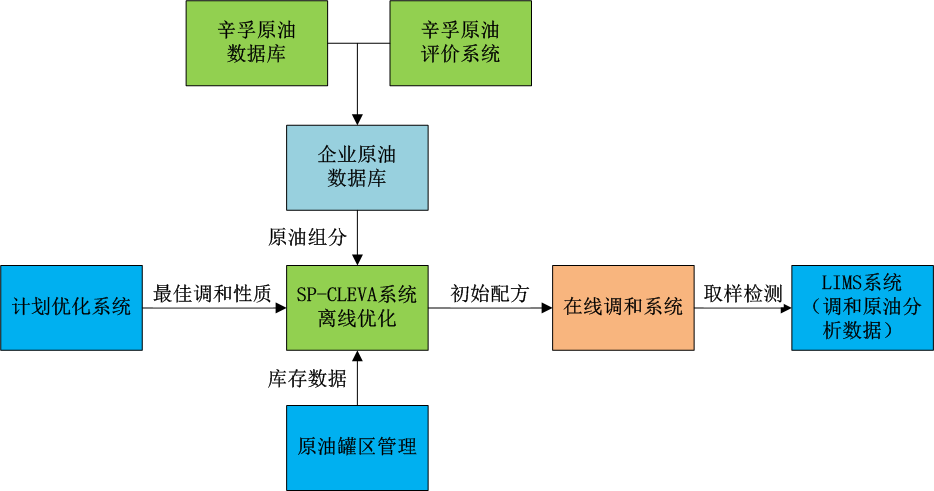 辛孚原油
数据库
辛孚原油
评价系统
企业原油
数据库
原油组分
计划优化系统
最佳调和性质
SP-CLEVA系统
离线优化
初始配方
在线调和系统
取样检测
LIMS系统
（调和原油分
析数据）
库存数据
原油罐区管理